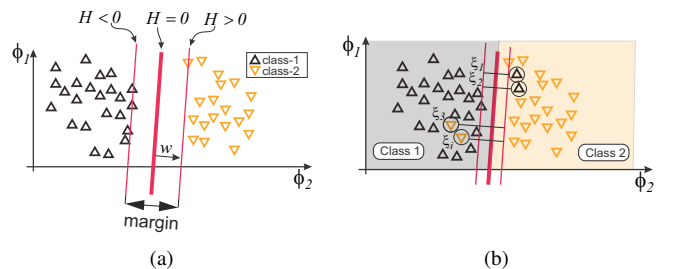 H < 0
H = 0
H > 0
ϕ1
class-1
class-2
w
ϕ2
margin
(a)
ϕ1
ξ1
ξ2
ξ3
ξi
Class 1
Class 2
ϕ2
(b)